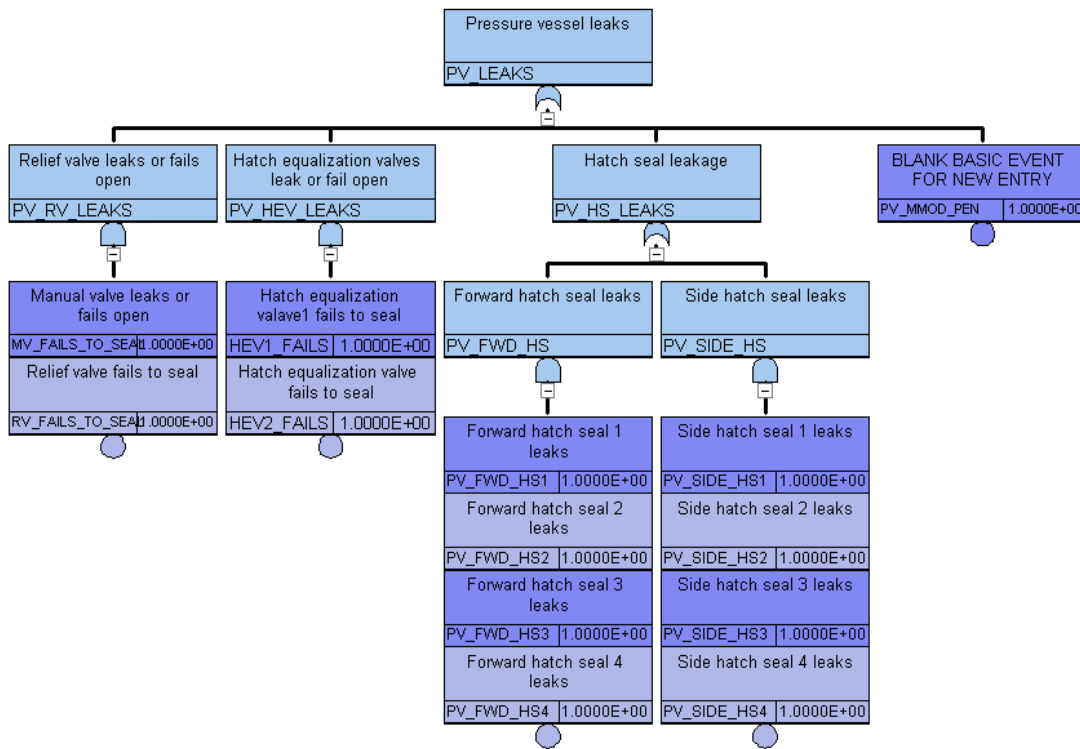 Pressure vessel leaks
PV_LEAKS
Relief valve leaks or fails
open
PV_RV_LEAKS
Hatch equalization valves
leak or fail open
PV_HEV_LEAKS
Hatch seal leakage
PV_HS_LEAKS
BLANK BASIC EVENT
FOR NEW ENTRY
PV_MMOD_PEN 1.0000E+00
Manual valve leaks or
fails open
MV_FAILS_TO_SEAL 1.0000E+00
Relief valve fails to seal
RV_FAILS_TO_SEAL 1.0000E+00
Hatch equalization
valave1 fails to seal
HEV1_FAILS 1.0000E+00
Hatch equalization valve
fails to seal
HEV2_FAILS 1.0000E+00
Forward hatch seal leaks
PV_FWD_HS
Side hatch seal leaks
PV_SIDE_HS
Forward hatch seal 1
leaks
PV_FWD_HS1 1.0000E+00
Forward hatch seal 2
leaks
PV_FWD_HS2 1.0000E+00
Forward hatch seal 3
leaks
PV_FWD_HS3 1.0000E+00
Forward hatch seal 4
leaks
PV_FWD_HS4 1.0000E+00
Side hatch seal 1 leaks
PV_SIDE_HS1 1.0000E+00
Side hatch seal 2 leaks
PV_SIDE_HS2 1.0000E+00
Side hatch seal 3 leaks
PV_SIDE_HS3 1.0000E+00
Side hatch seal 4 leaks
PV_SIDE_HS4 1.0000E+00